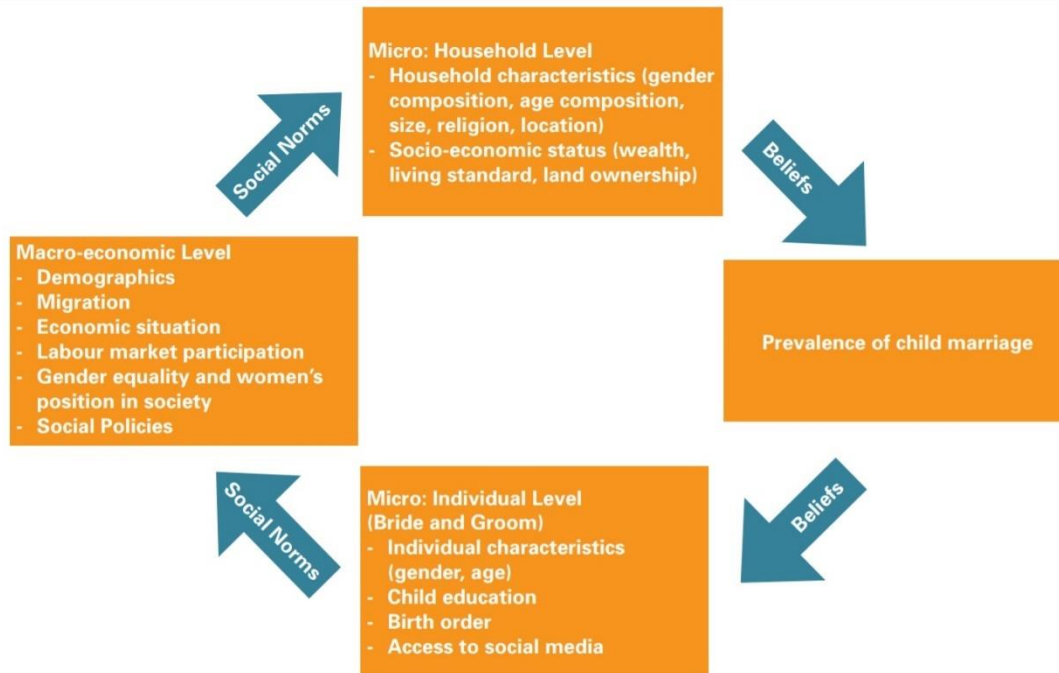 Micro: Household Level
- Household characteristics (gender
composition, age composition,
size, religion, location)
- Socio-economic status (wealth,
living standard, land ownership)
Social Norms
Beliefs
Macro-economic Level
- Demographics
- Migration
- Economic situation
- Labour market participation
- Gender equality and women's
position in society
- Social Policies
Prevalence of child marriage
Micro: Individual Level
(Bride and Groom)
- Individual characteristics
(gender, age)
- Child education
- Birth order
- Access to social media
Social Norms
Beliefs